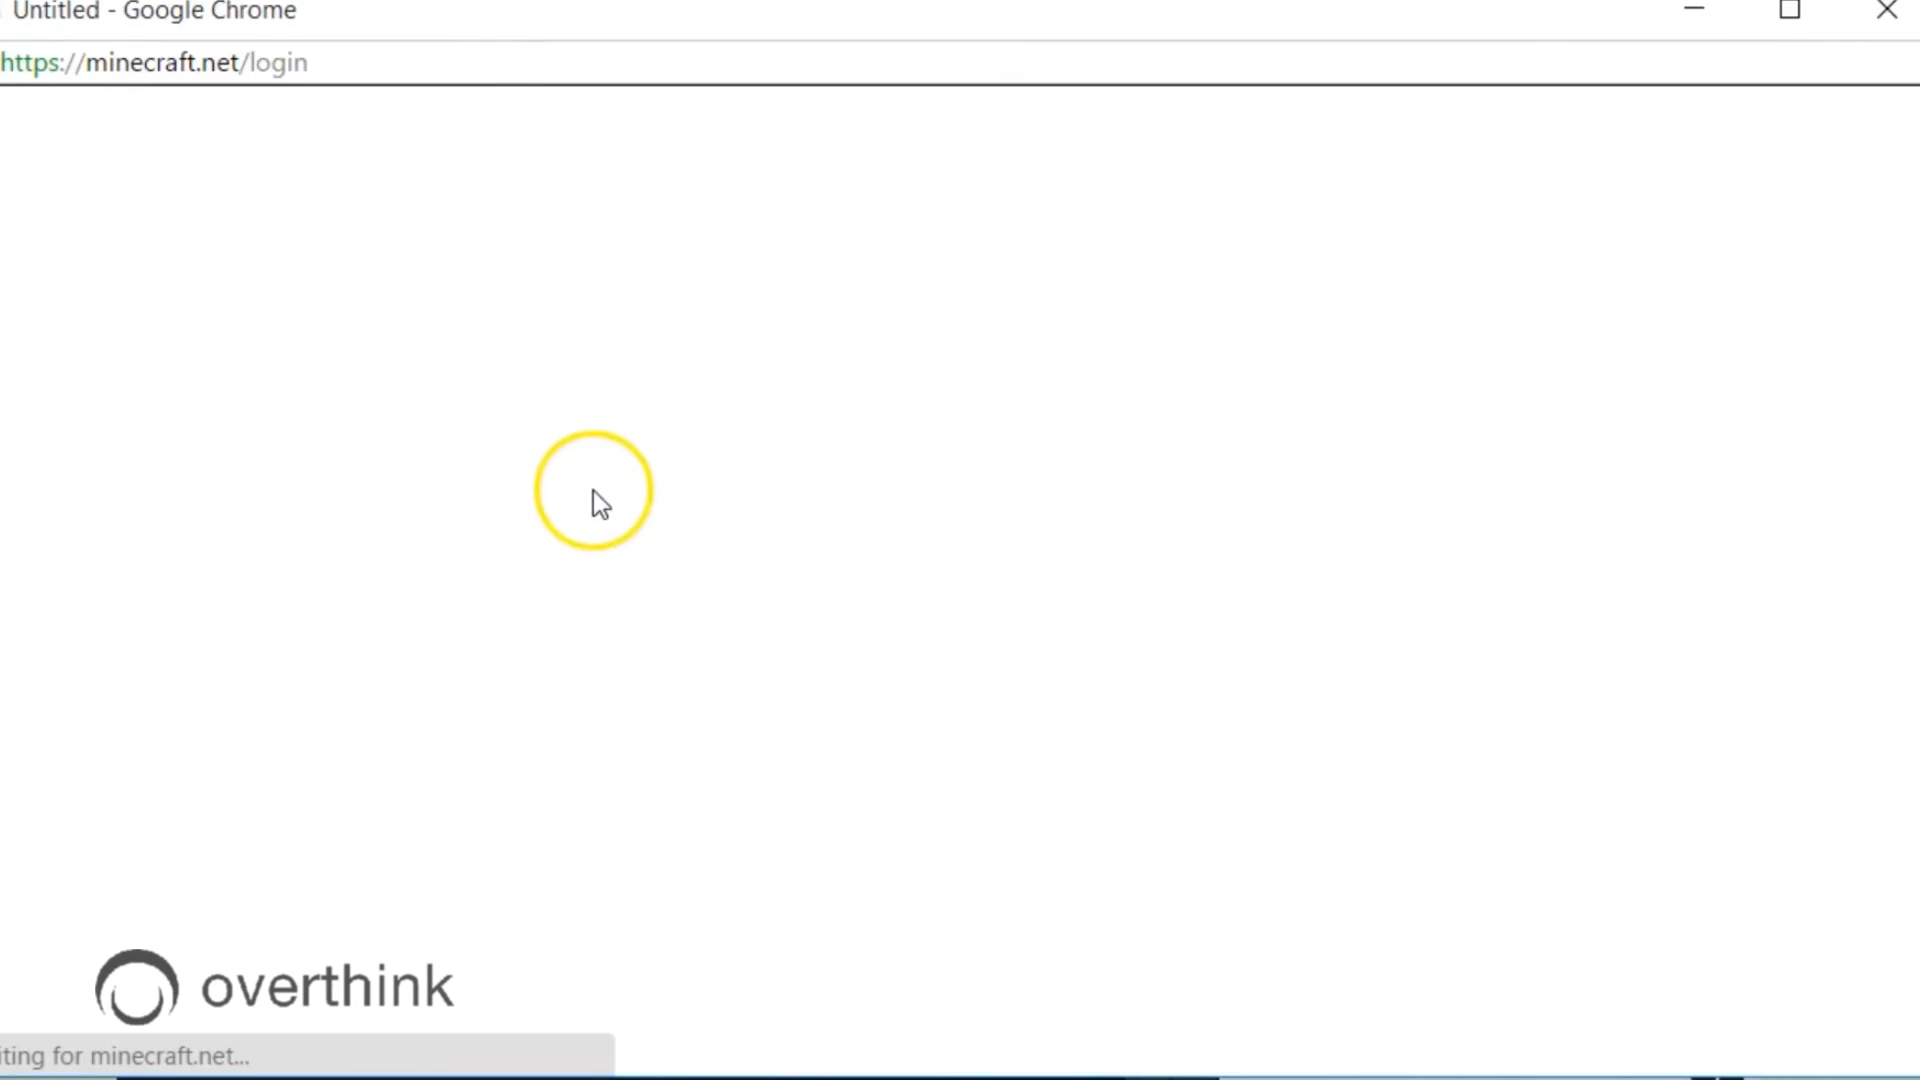 Untitled - Google Chrome
https://minecraft.net/login
overthink
iting for minecraft.net...